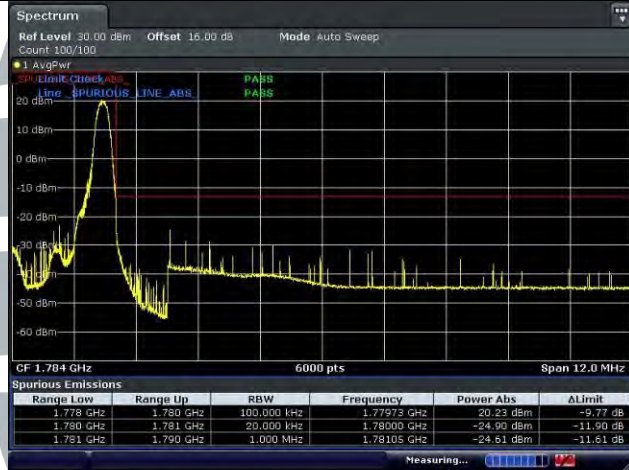 Spectrum
Ref Level 30.00 dBm Offset 16.00 dB Mode Auto Sweep
Count 100/100
1 AvgPwr
Limit Check PASS
Line _SPURIOUS_LINE_ABS_ PASS
20 dBm
10 dBm
0 dBm
-10 dBm
-20 dBm
-30 dBm
-50 dBm
-60 dBm
CF 1.784 GHz 6000 pts Span 12.0 MHz
Spurious Emissions
Range Low Range Up RBW Frequency Power Abs ΔLimit
1.778 GHz 1.780 GHz 100.000 kHz 1.77973 GHz 20.23 dBm -9.77 dB
1.780 GHz 1.781 GHz 20.000 kHz 1.78000 GHz -24.90 dBm -11.90 dB
1.781 GHz 1.790 GHz 1.000 MHz 1.78105 GHz -24.61 dBm -11.61 dB
Measuring...